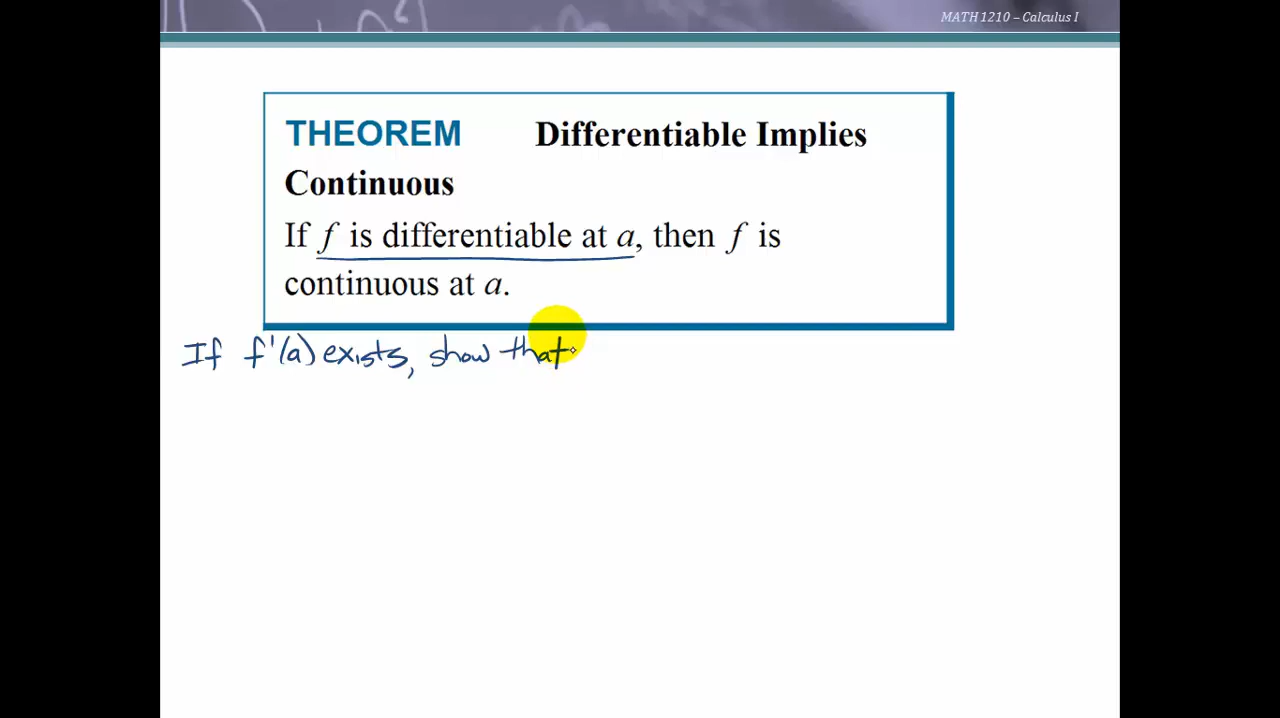 MATH 1210 – Calculus I
THEOREM Differentiable Implies
Continuous
If f is differentiable at a, then f is
continuous at a.
If f'(a) exists, show that